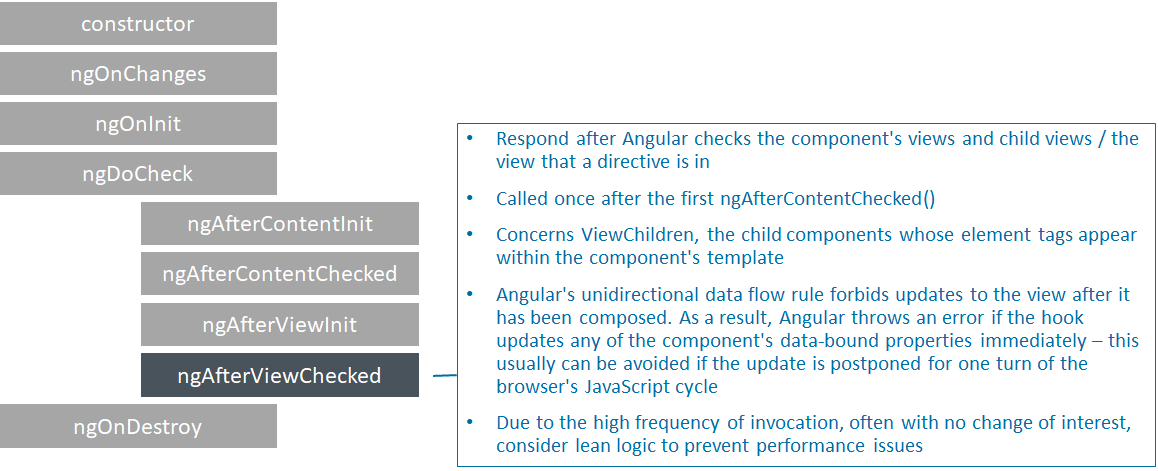 constructor
ngOnChanges
ngOnInit
ngDoCheck
ngAfterContentInit
ngAfterContentChecked
ngAfterViewInit
ngAfterViewChecked
ngOnDestroy
• Respond after Angular checks the component's views and child views / the
view that a directive is in
• Called once after the first ngAfterContentChecked()
• Concerns ViewChildren, the child components whose element tags appear
within the component's template
• Angular's unidirectional data flow rule forbids updates to the view after it
has been composed. As a result, Angular throws an error if the hook
updates any of the component's data-bound properties immediately – this
usually can be avoided if the update is postponed for one turn of the
browser's JavaScript cycle
• Due to the high frequency of invocation, often with no change of interest,
consider lean logic to prevent performance issues